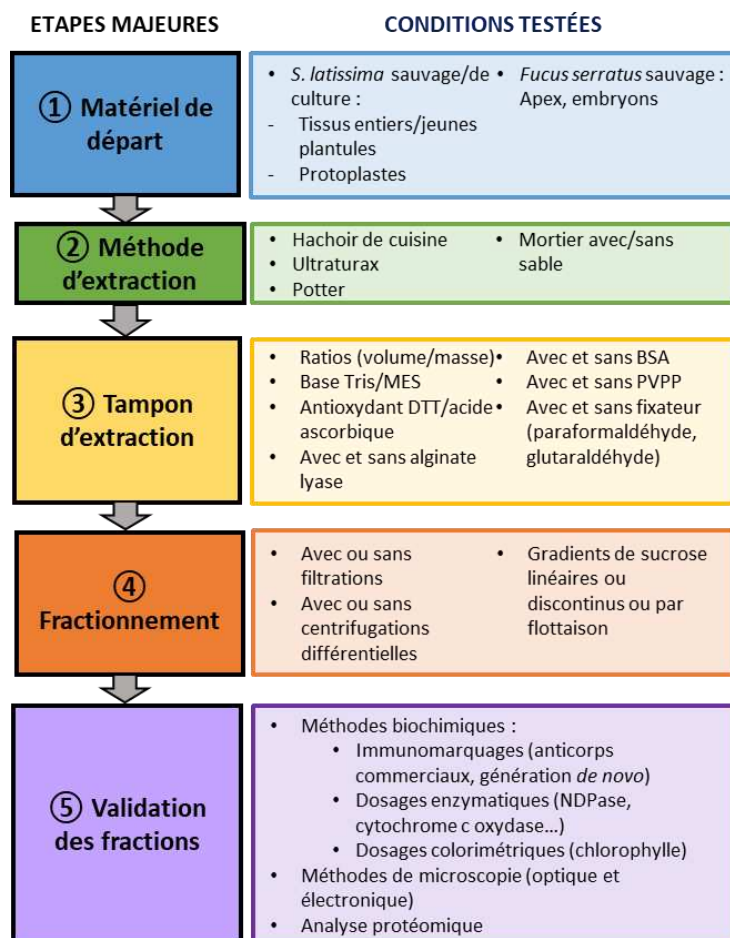 ETAPES MAJEURES
CONDITIONS TESTÉES
① Matériel de
départ
• S. latissima sauvage/de
culture :
- Tissus entiers/jeunes
plantules
- Protoplastes
• Fucus serratus sauvage :
Apex, embryons
② Méthode
d'extraction
• Hachoir de cuisine
• Ultraturax
• Potter
• Mortier avec/sans
sable
③ Tampon
d'extraction
• Ratios (volume/masse)
• Base Tris/MES
• Antioxydant DTT/acide
ascorbique
• Avec et sans alginate
lyase
• Avec et sans BSA
• Avec et sans PVPP
• Avec et sans fixateur
(paraformaldéhyde,
glutaraldéhyde)
④
Fractionnement
• Avec ou sans
filtrations
• Avec ou sans
centrifugations
différentielles
• Gradients de sucrose
linéaires ou
discontinus ou par
flottaison
⑤ Validation
des fractions
• Méthodes biochimiques :
• Immunomarquages (anticorps
commerciaux, génération de novo)
• Dosages enzymatiques (NDPase,
cytochrome c oxydase...)
• Dosages colorimétriques (chlorophylle)
• Méthodes de microscopie (optique et
électronique)
• Analyse protéomique